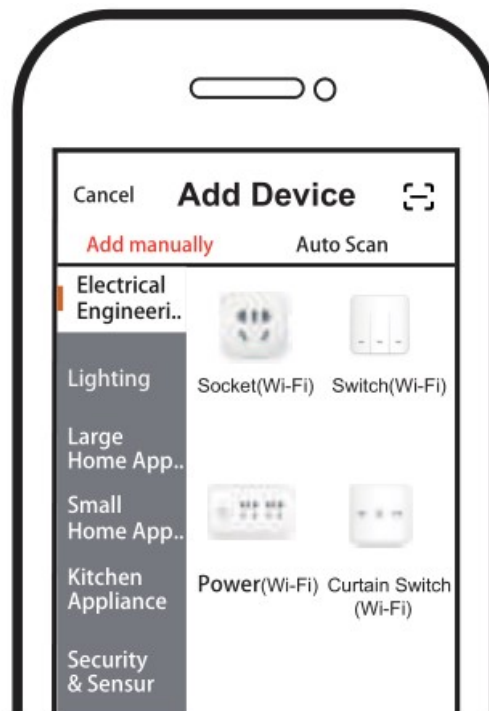 Cancel Add Device
Add manually Auto Scan
Electrical
Engineeri..
Socket(Wi-Fi) Switch(Wi-Fi)
Lighting
Large
Home App..
Small
Home App..
Kitchen
Appliance
Power(Wi-Fi) Curtain Switch
(Wi-Fi)
Security
& Sensur